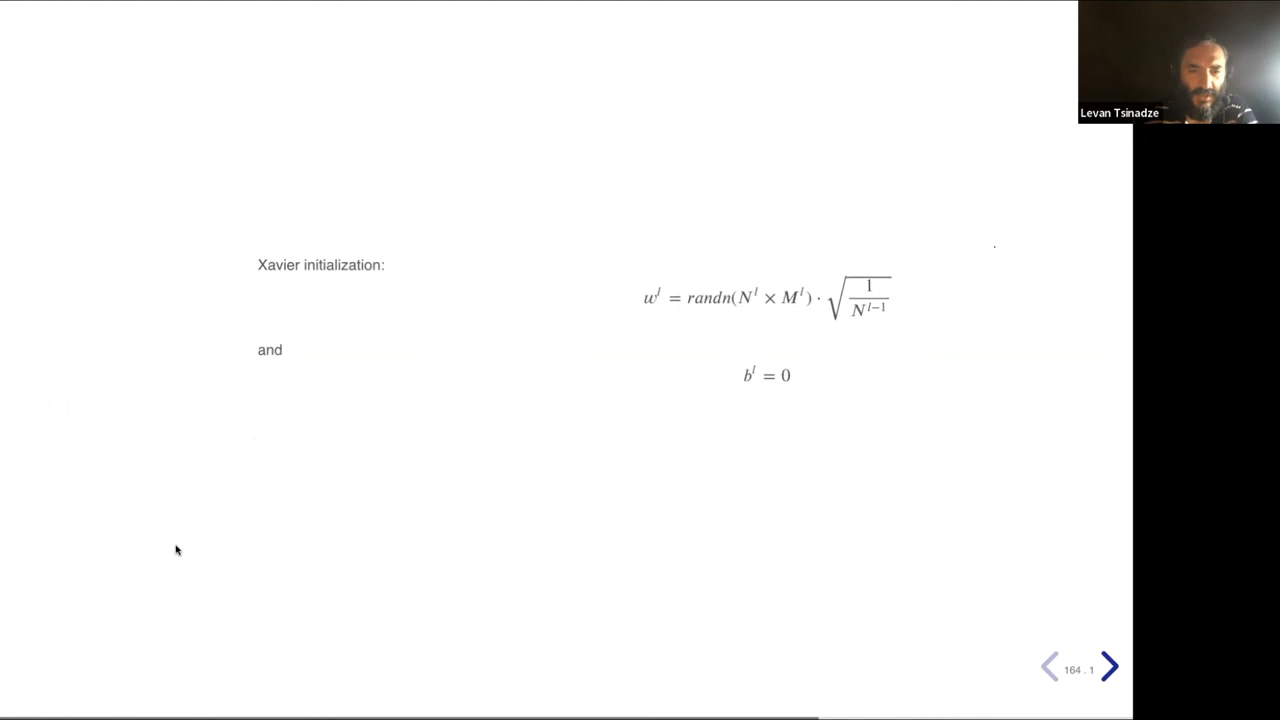 Levan Tsinadze
Xavier initialization:
w^l = randn(N^l × M^l) · √(1/N^{l−1})
and
b^l = 0
164 . 1